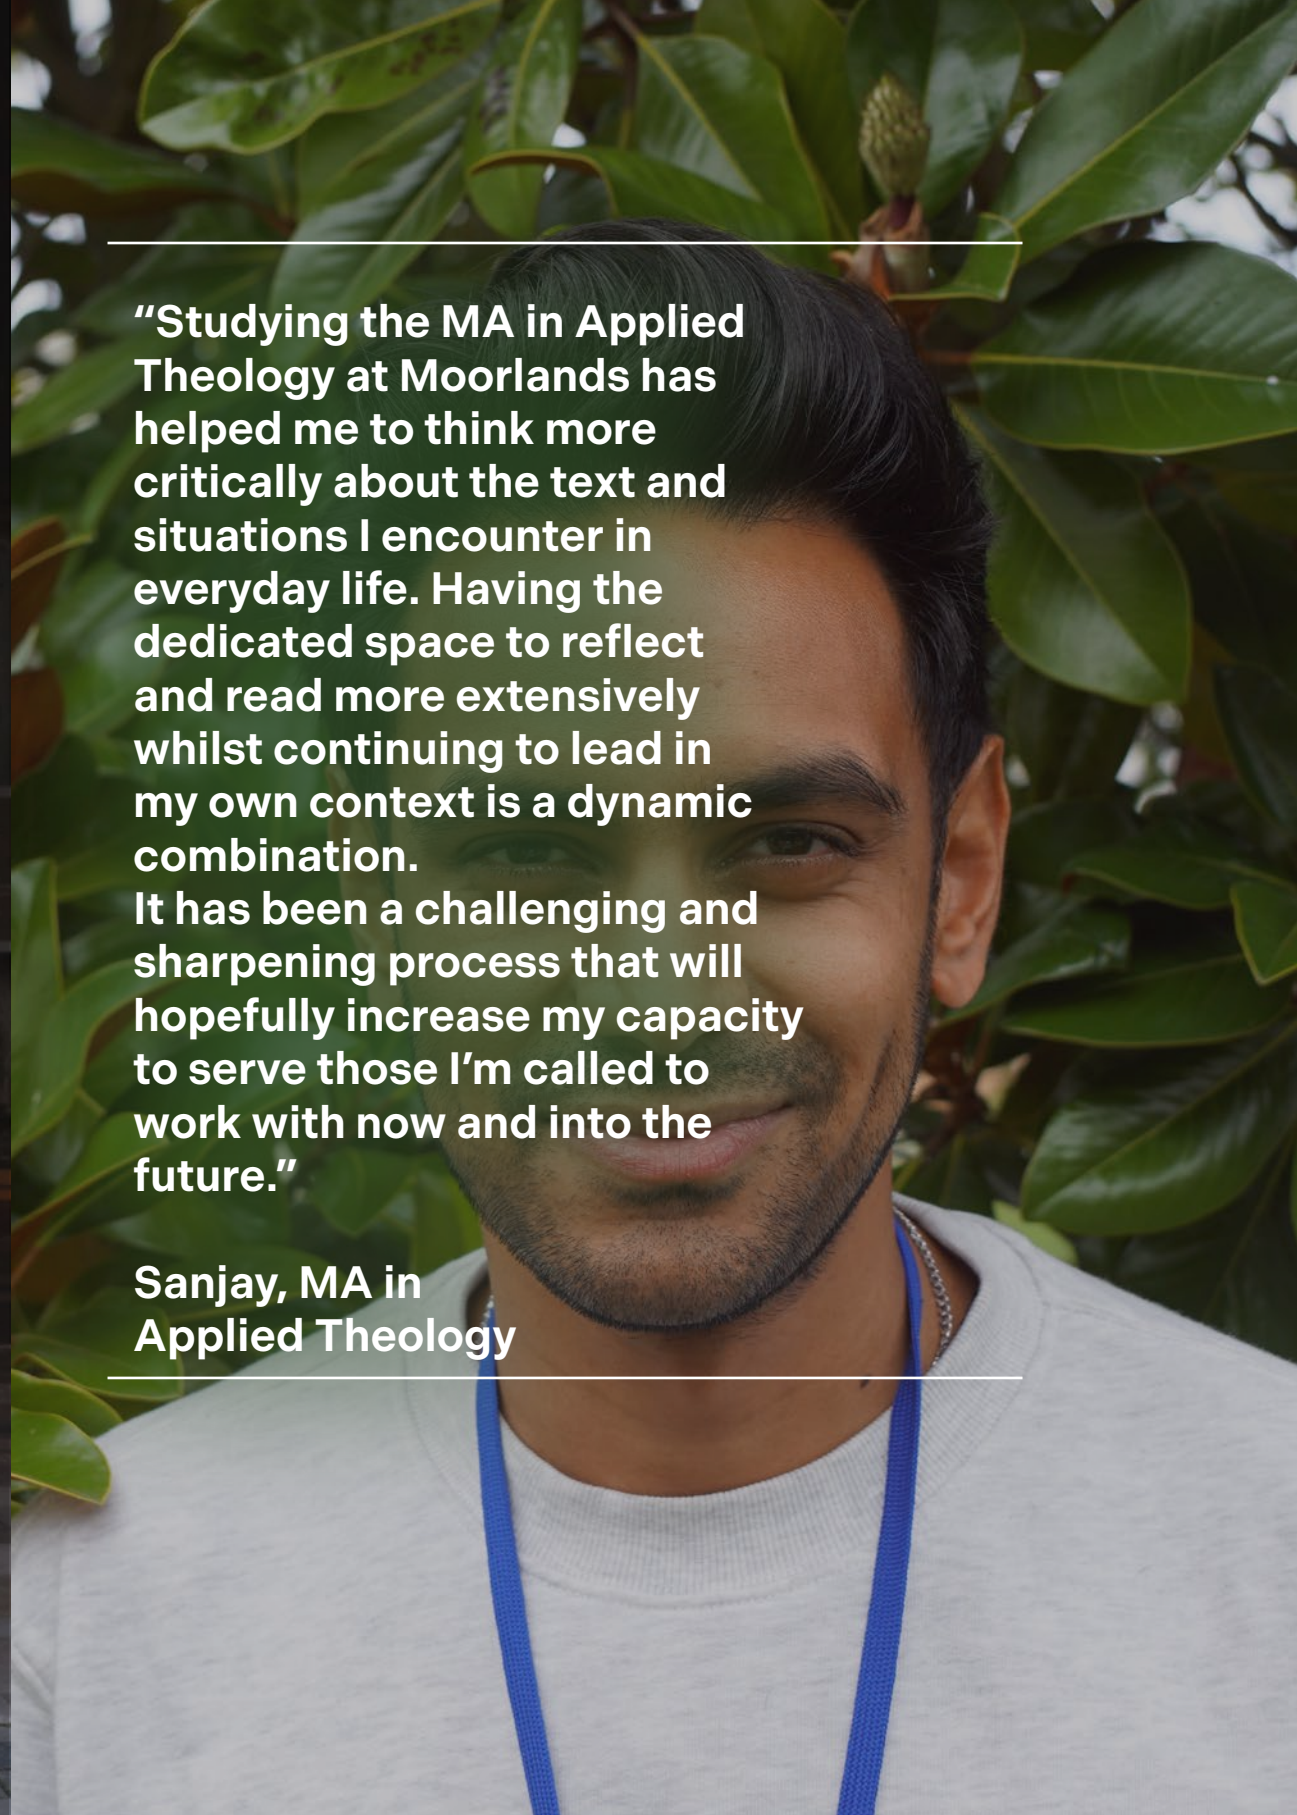 “Studying the MA in Applied
Theology at Moorlands has
helped me to think more
critically about the text and
situations I encounter in
everyday life. Having the
dedicated space to reflect
and read more extensively
whilst continuing to lead in
my own context is a dynamic
combination.
It has been a challenging and
sharpening process that will
hopefully increase my capacity
to serve those I’m called to
work with now and into the
future.”
Sanjay, MA in
Applied Theology